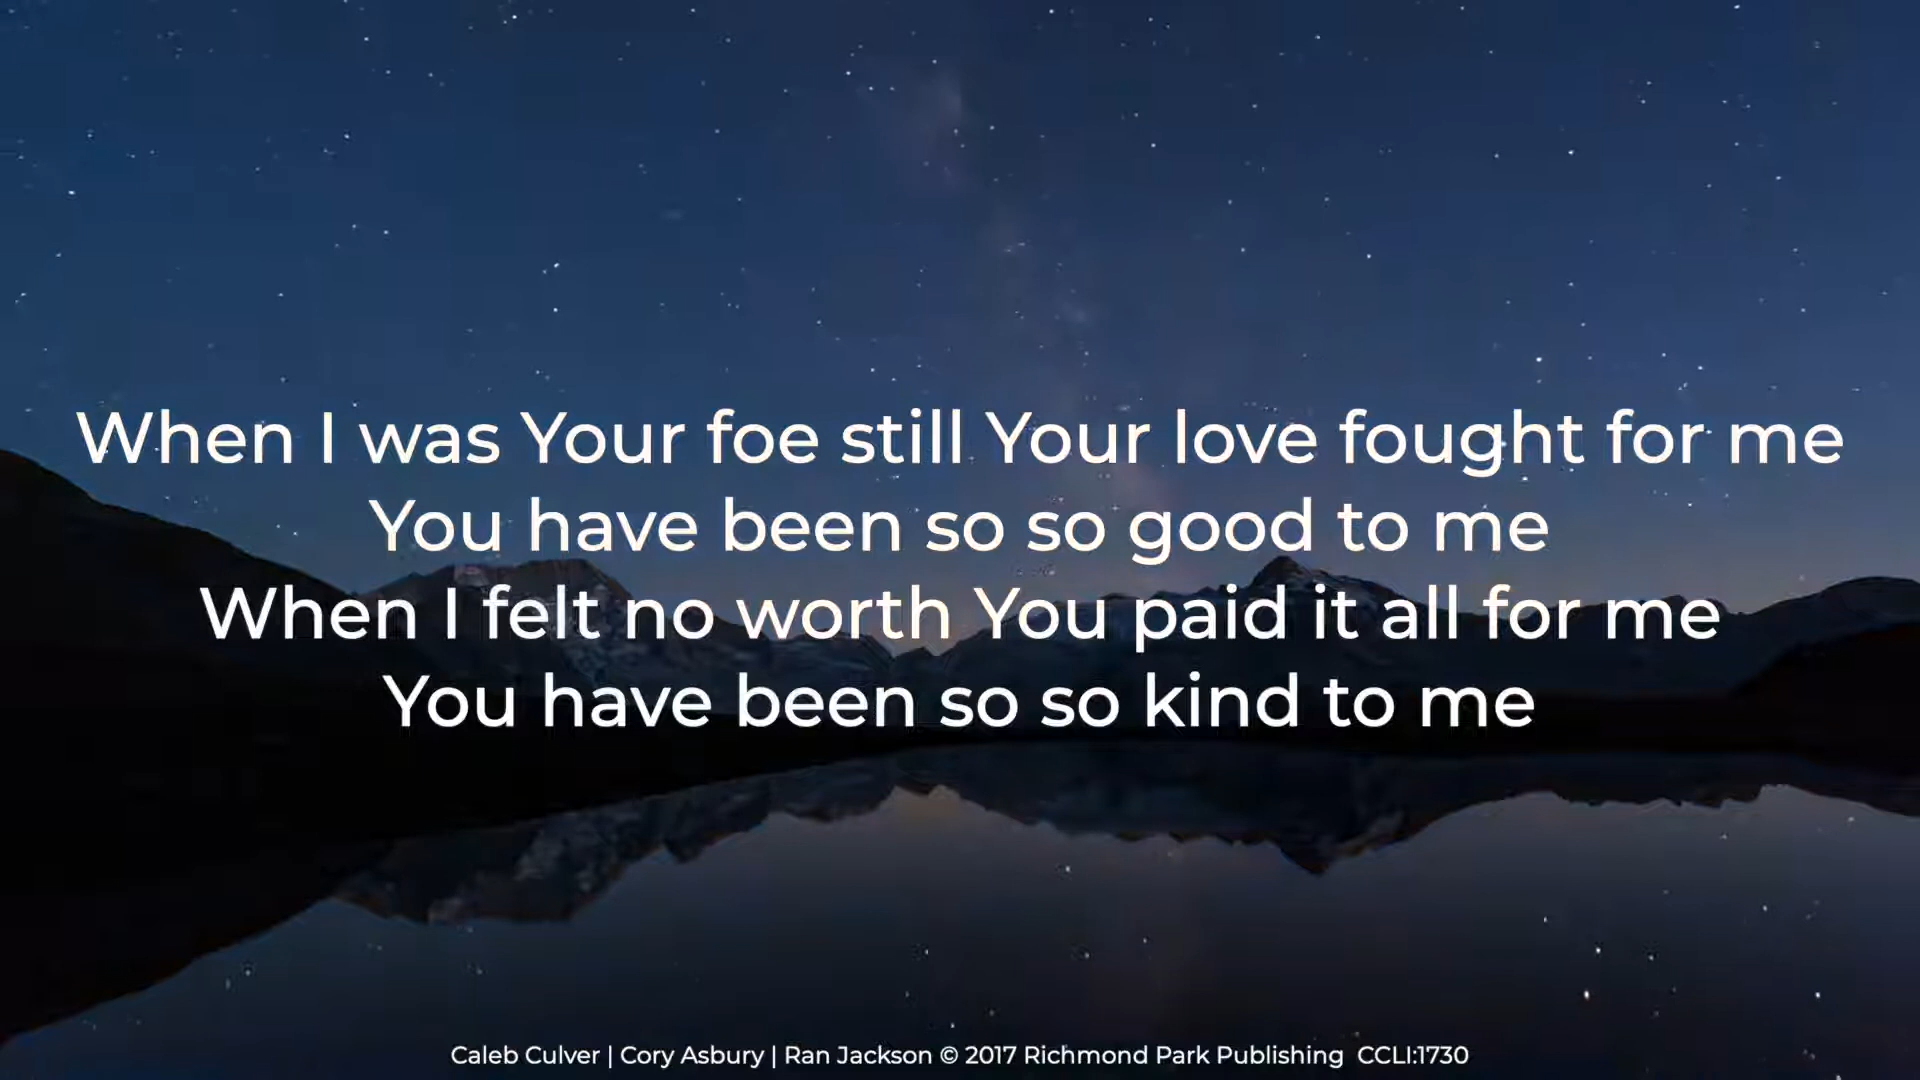 When I was Your foe still Your love fought for me
You have been so so good to me
When I felt no worth You paid it all for me
You have been so so kind to me
Caleb Culver | Cory Asbury | Ran Jackson © 2017 Richmond Park Publishing  CCLI:1730